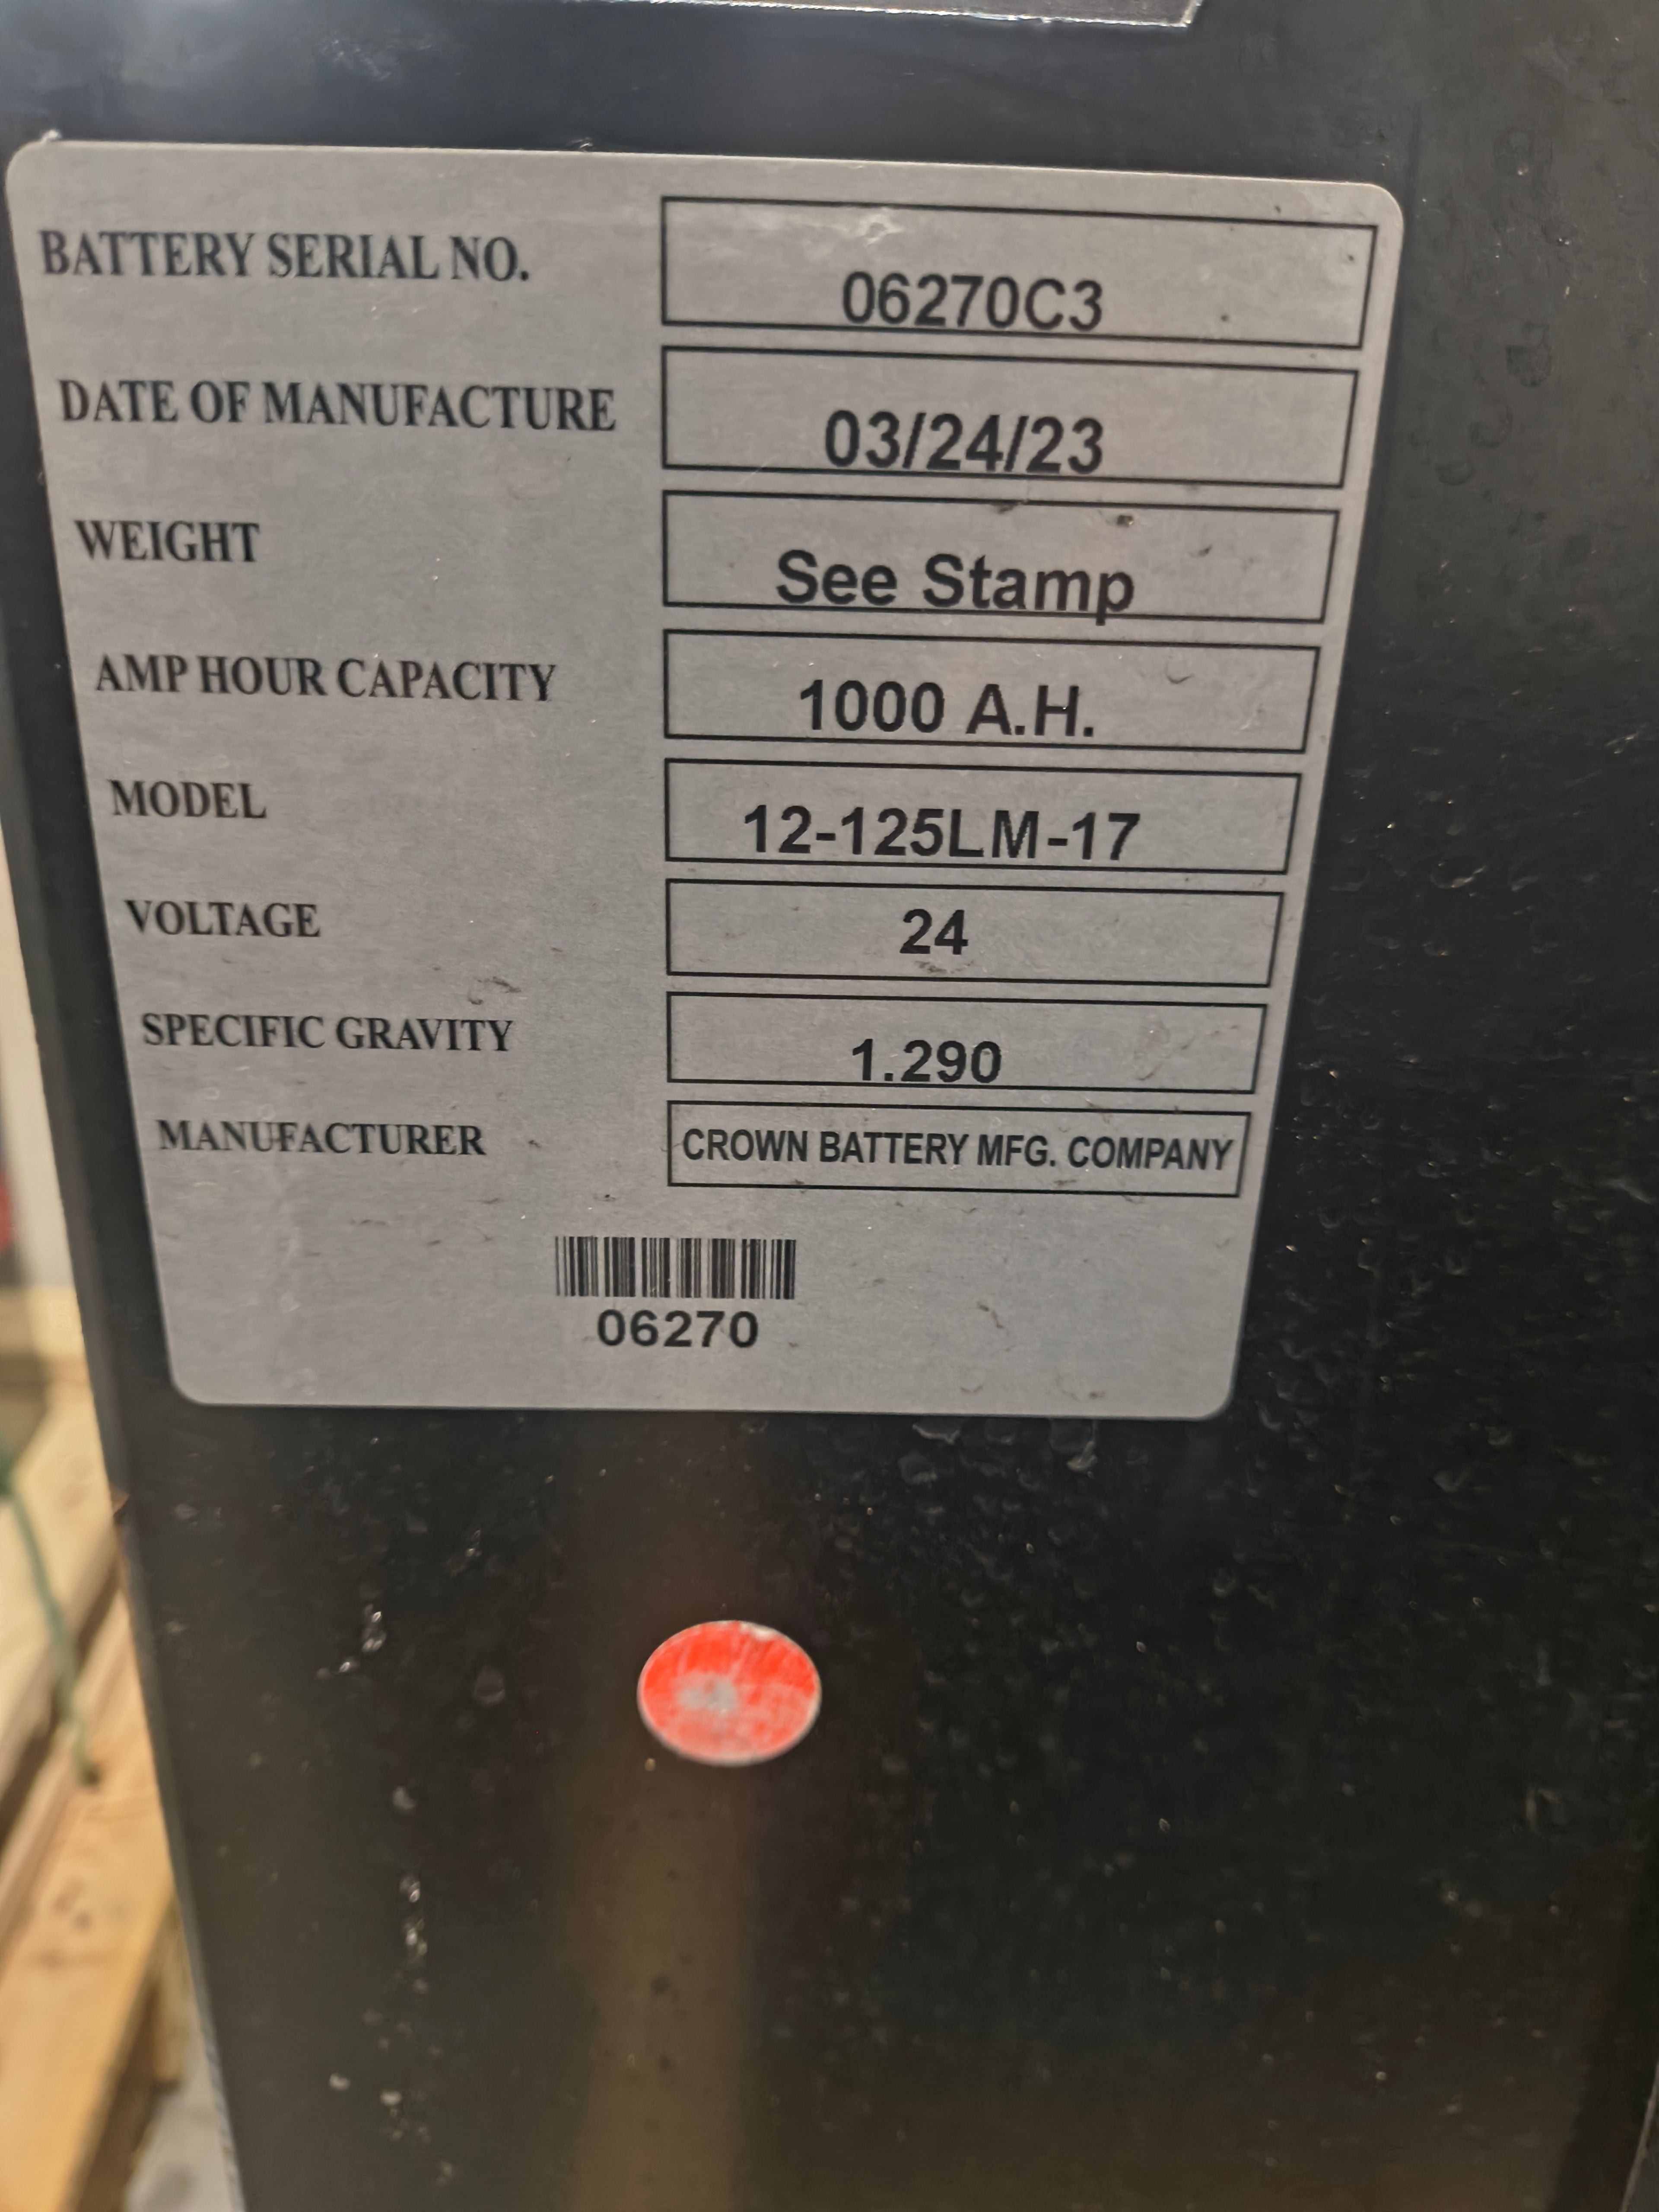 BATTERY SERIAL NO. 06270C3
DATE OF MANUFACTURE 03/24/23
WEIGHT See Stamp
AMP HOUR CAPACITY 1000 A.H.
MODEL 12-125LM-17
VOLTAGE 24
SPECIFIC GRAVITY 1.290
MANUFACTURER CROWN BATTERY MFG. COMPANY
06270